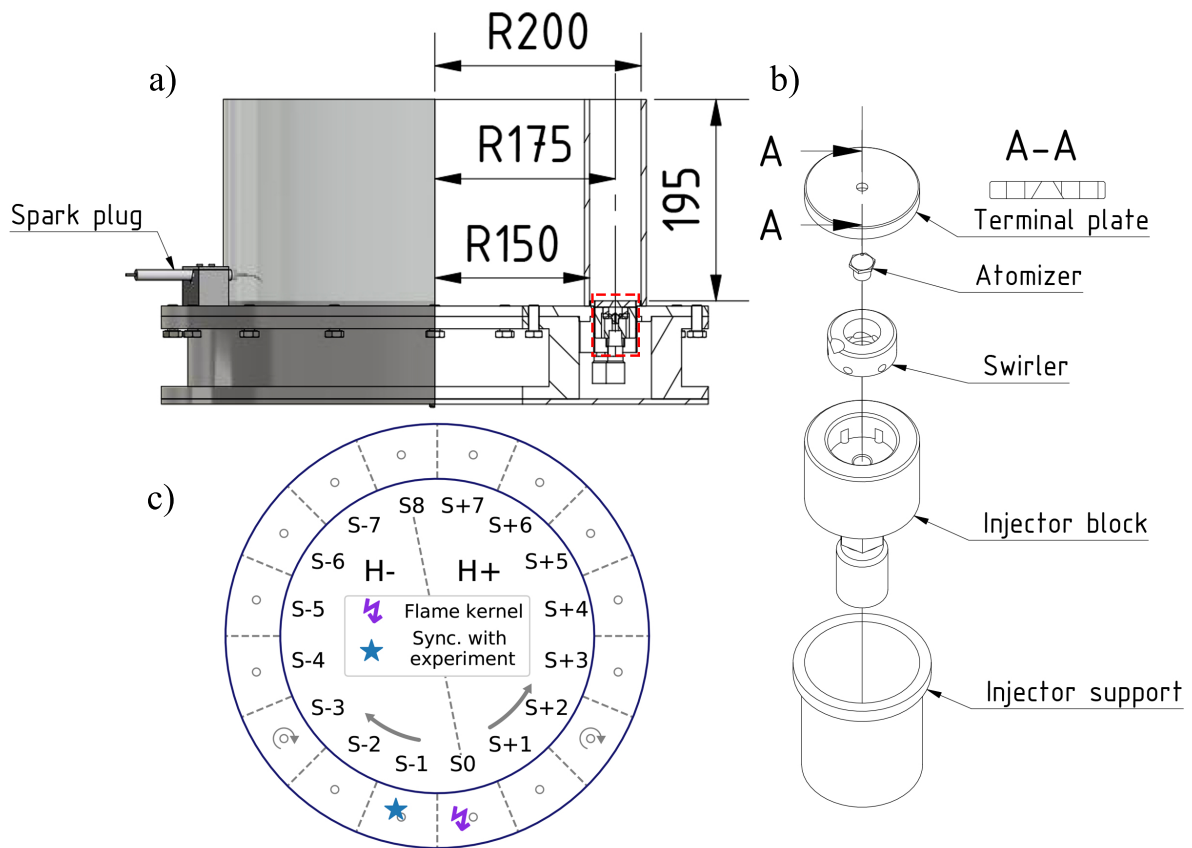 a)
R200
R175
R150
195
Spark plug
b)
A
A
A-A
Terminal plate
Atomizer
Swirler
Injector block
Injector support
c)
S8
S+7
S-7
S+6
S-6
S+5
H-
H+
S-5
S+4
Flame kernel
Sync. with
experiment
S-4
S+3
S-3
S+2
S-2
S+1
S-1
S0